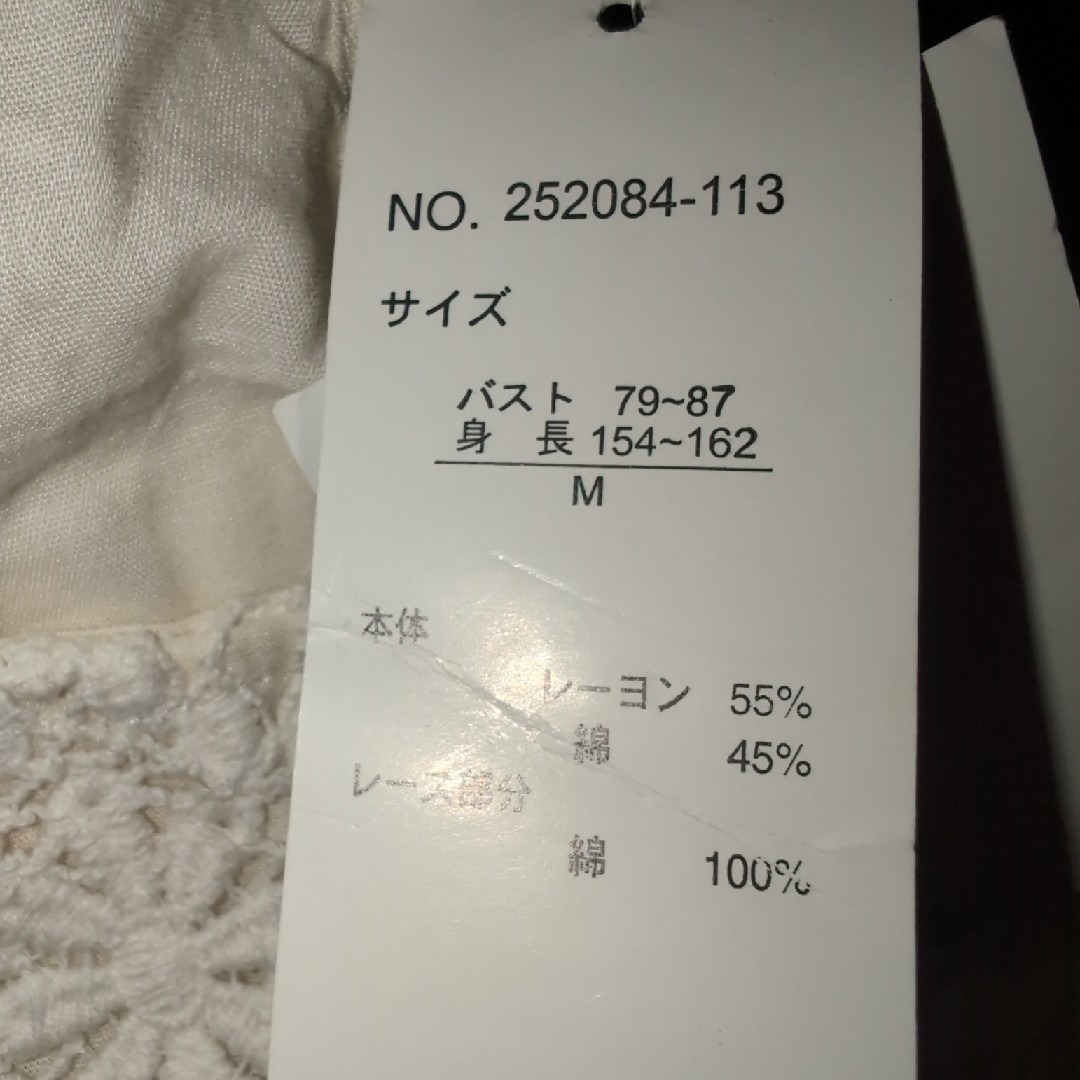 NO. 252084-113
サイズ
バスト 79~87
身 長 154~162
M
本体
レーヨン 55%
綿 45%
レース部分
綿 100%